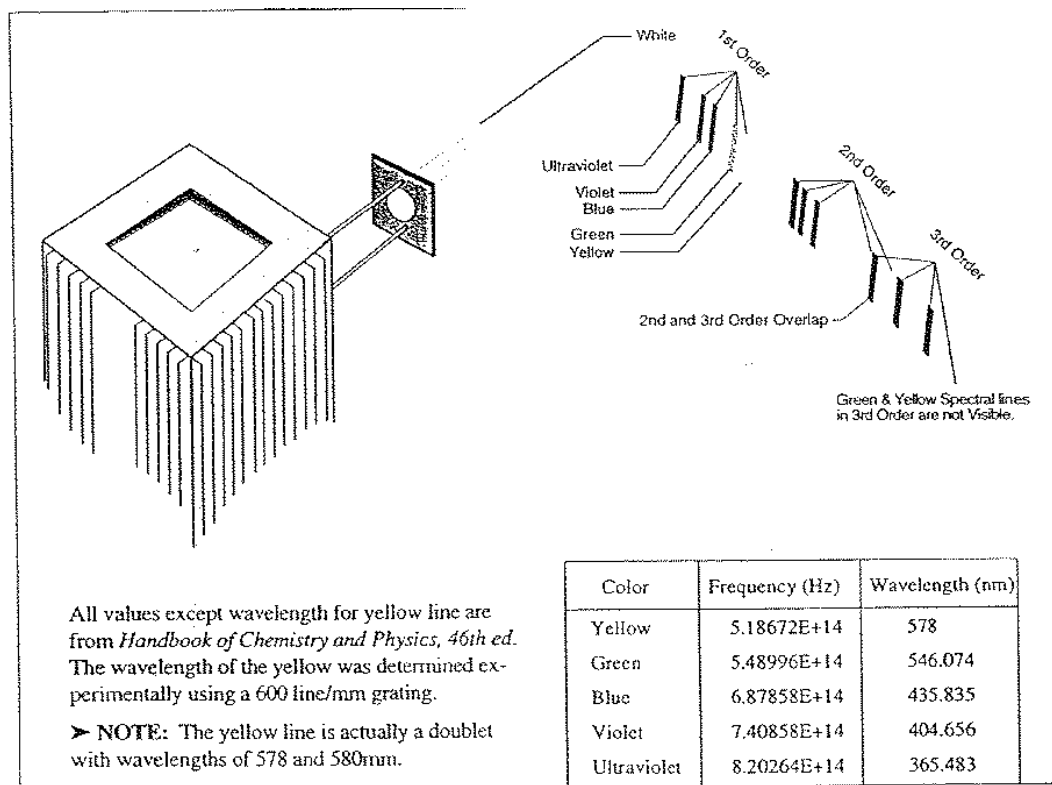 White
1st Order
Ultraviolet
Violet
Blue
Green
Yellow
2nd Order
3rd Order
2nd and 3rd Order Overlap
Green & Yellow Spectral lines
in 3rd Order are not Visible.
All values except wavelength for yellow line are
from Handbook of Chemistry and Physics, 46th ed.
The wavelength of the yellow was determined ex-
perimentally using a 600 line/mm grating.
➤ NOTE: The yellow line is actually a doublet
with wavelengths of 578 and 580nm.
Color Frequency (Hz) Wavelength (nm)
Yellow 5.18672E+14 578
Green 5.48996E+14 546.074
Blue 6.87858E+14 435.835
Violet 7.40858E+14 404.656
Ultraviolet 8.20264E+14 365.483